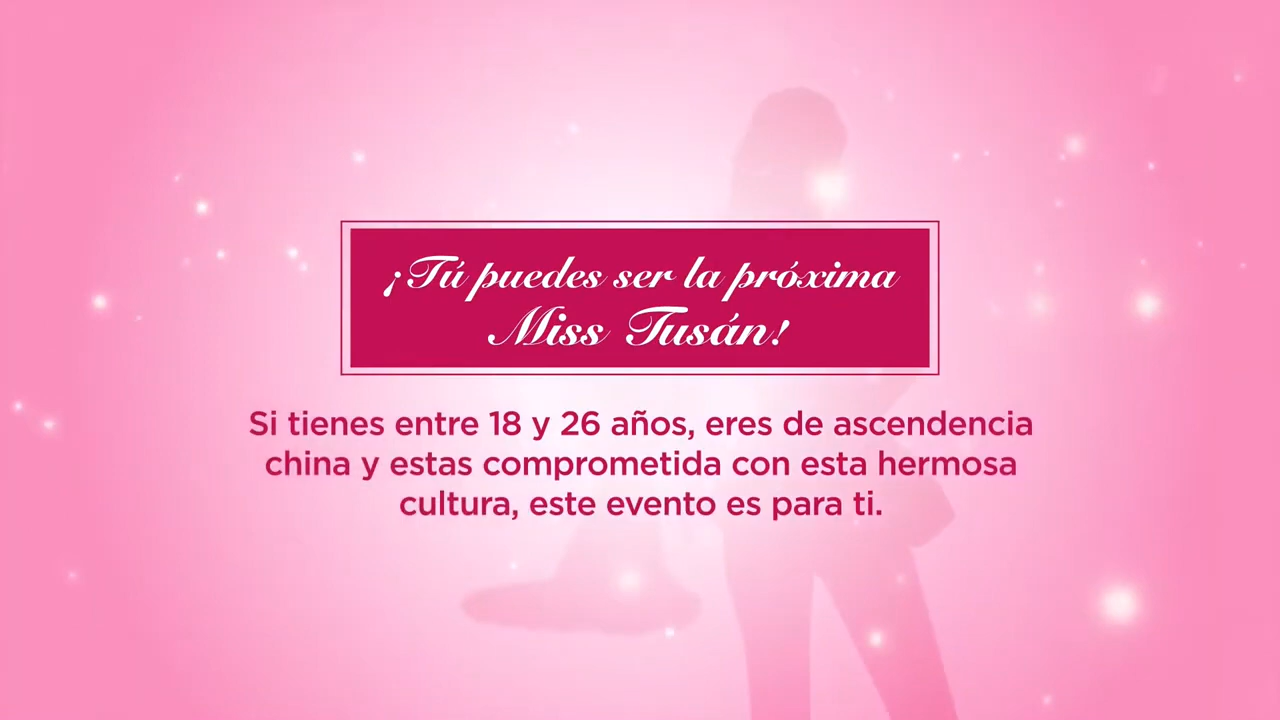 ¡Tú puedes ser la próxima
Miss Tusán!
Si tienes entre 18 y 26 años, eres de ascendencia
china y estas comprometida con esta hermosa
cultura, este evento es para ti.